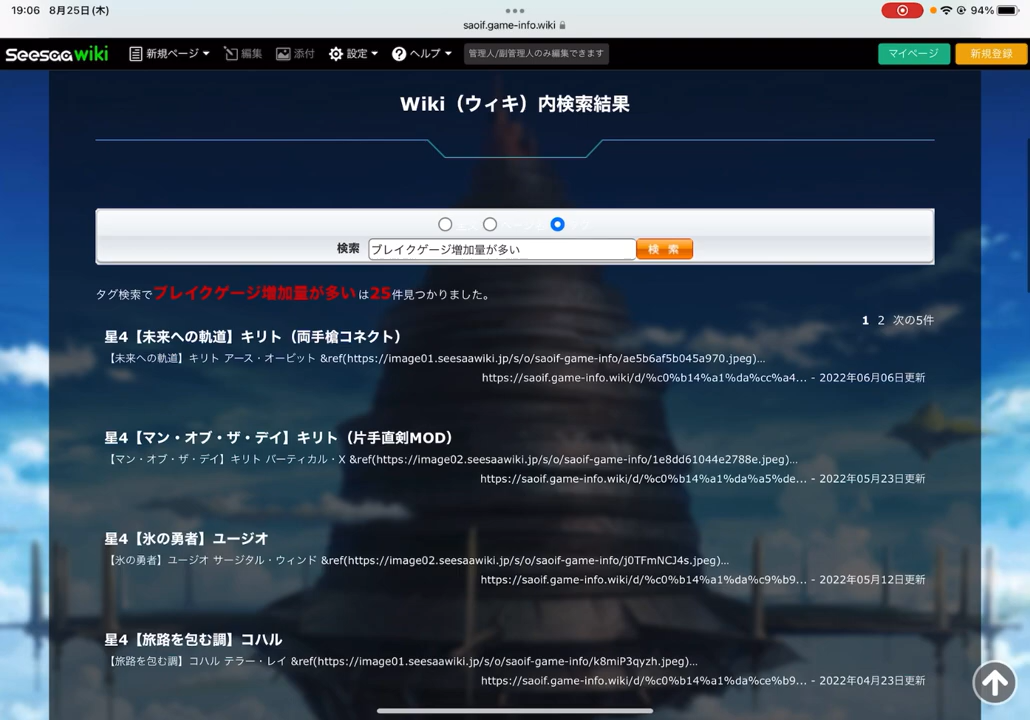 19:06 8月25日(木)
saoif.game-info.wiki
94%
Seesaa wiki 新規ページ 編集 添付 設定 ヘルプ 管理人/副管理人のみ編集できます マイページ 新規登録
Wiki（ウィキ）内検索結果
検索 ブレイクゲージ増加量が多い 検 索
タグ検索でブレイクゲージ増加量が多いは25件見つかりました。
1 2 次の5件
星4【未来への軌道】キリト（両手槍コネクト）
【未来への軌道】キリト アース・オービット &ref(https://image01.seesaawiki.jp/s/o/saoif-game-info/ae5b6af5b045a970.jpeg)...
https://saoif.game-info.wiki/d/%c0%b14%a1%da%cc%a4... - 2022年06月06日更新
星4【マン・オブ・ザ・デイ】キリト（片手直剣MOD）
【マン・オブ・ザ・デイ】キリト バーティカル・X &ref(https://image02.seesaawiki.jp/s/o/saoif-game-info/1e8dd61044e2788e.jpeg)...
https://saoif.game-info.wiki/d/%c0%b14%a1%da%a5%de... - 2022年05月23日更新
星4【氷の勇者】ユージオ
【氷の勇者】ユージオ サージタル・ウィンド &ref(https://image02.seesaawiki.jp/s/o/saoif-game-info/j0TFmNCJ4s.jpeg)...
https://saoif.game-info.wiki/d/%c0%b14%a1%da%c9%b9... - 2022年05月12日更新
星4【旅路を包む調】コハル
【旅路を包む調】コハル テラー・レイ &ref(https://image01.seesaawiki.jp/s/o/saoif-game-info/k8miP3qyzh.jpeg)...
https://saoif.game-info.wiki/d/%c0%b14%a1%da%ce%b9... - 2022年04月23日更新